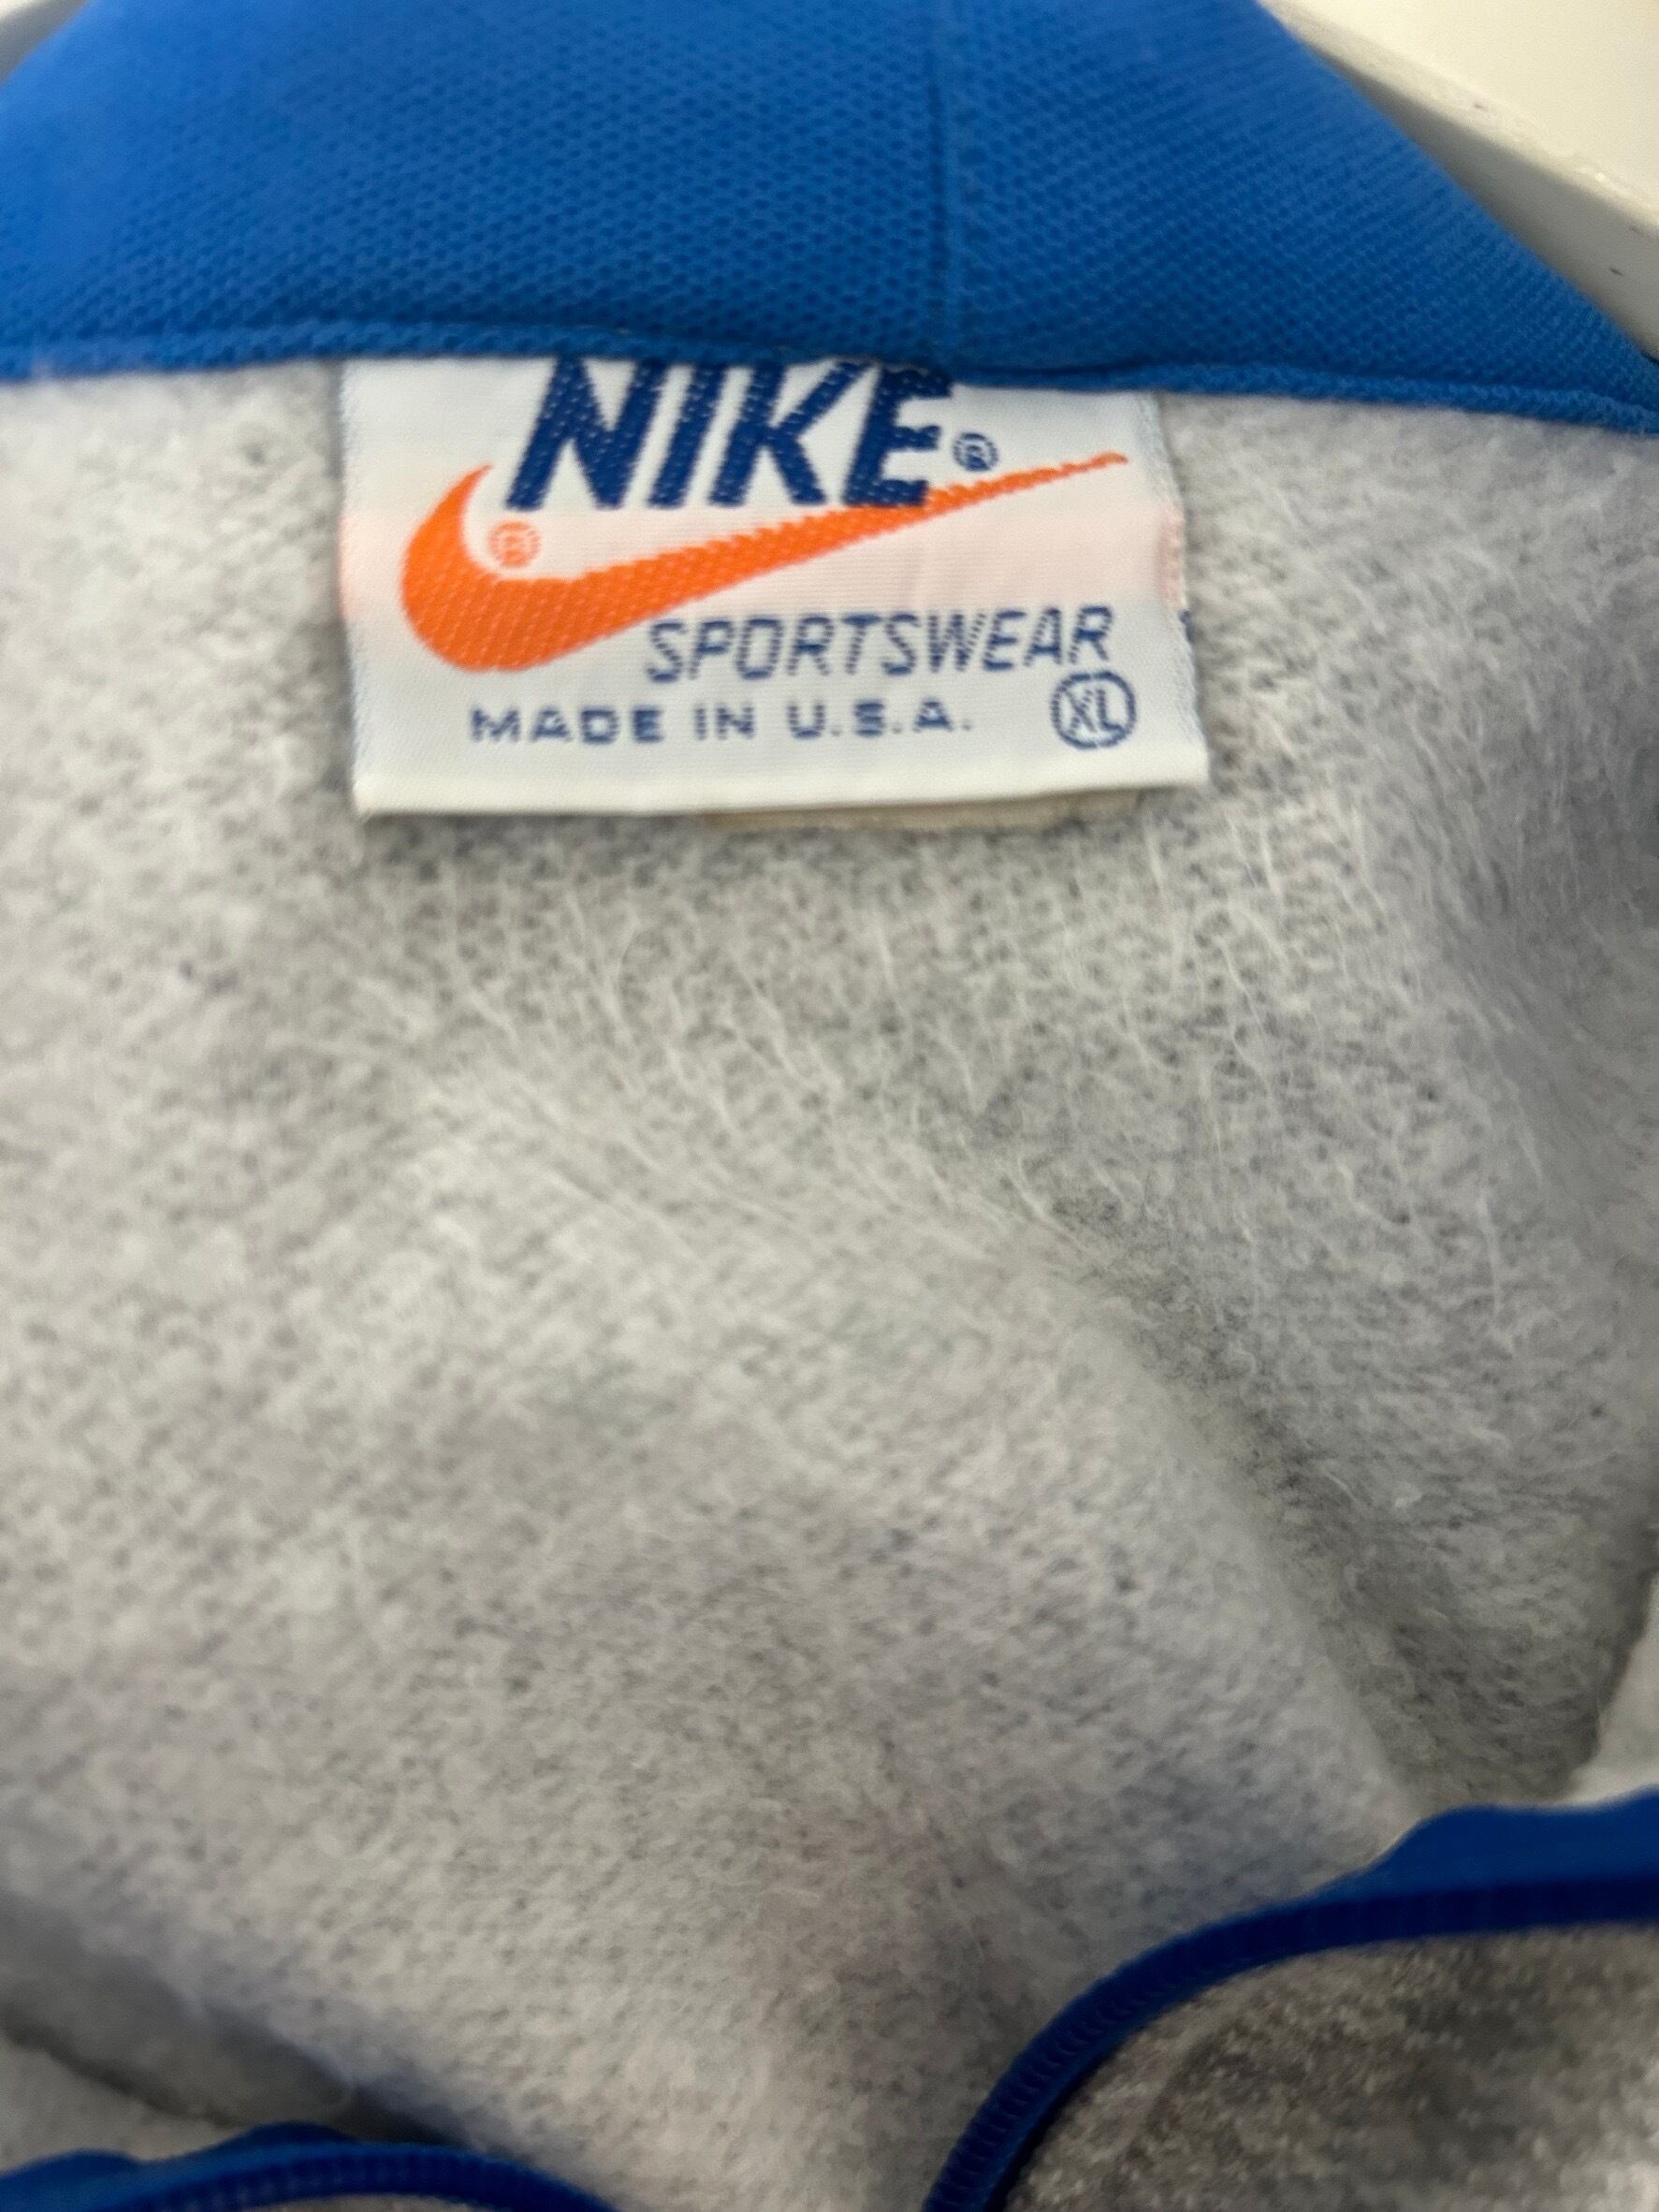 NIKE®
®
SPORTSWEAR
MADE IN U.S.A. XL